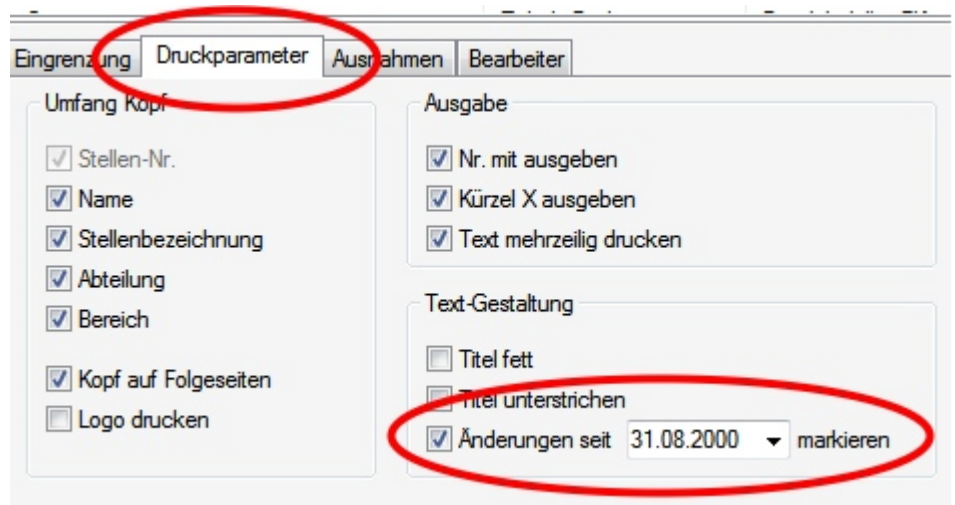 Eingrenzung Druckparameter Ausnahmen Bearbeiter
Umfang Kopf
Stellen-Nr.
Name
Stellenbezeichnung
Abteilung
Bereich
Kopf auf Folgeseiten
Logo drucken
Ausgabe
Nr. mit ausgeben
Kürzel X ausgeben
Text mehrzeilig drucken
Text-Gestaltung
Titel fett
Titel unterstrichen
Änderungen seit 31.08.2000 markieren